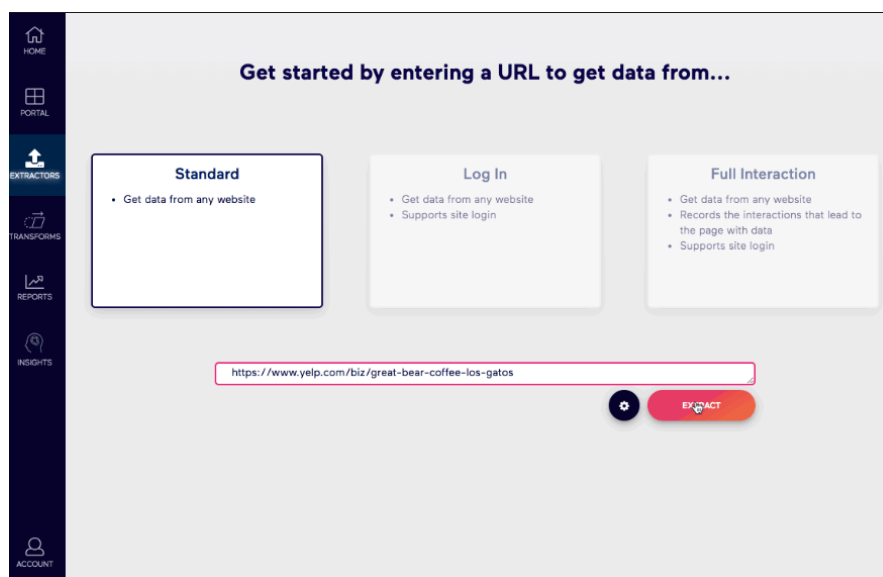 HOME
PORTAL
EXTRACTORS
TRANSFORMS
REPORTS
INSIGHTS
ACCOUNT
Get started by entering a URL to get data from...
Standard
• Get data from any website
Log In
• Get data from any website
• Supports site login
Full Interaction
• Get data from any website
• Records the interactions that lead to
the page with data
• Supports site login
https://www.yelp.com/biz/great-bear-coffee-los-gatos
EXTRACT